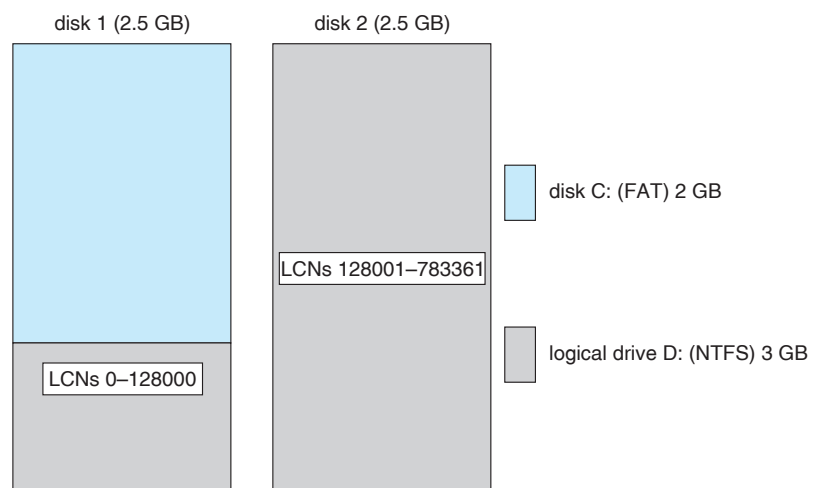 disk 1 (2.5 GB)
disk 2 (2.5 GB)
disk C: (FAT) 2 GB
LCNs 128001–783361
logical drive D: (NTFS) 3 GB
LCNs 0–128000